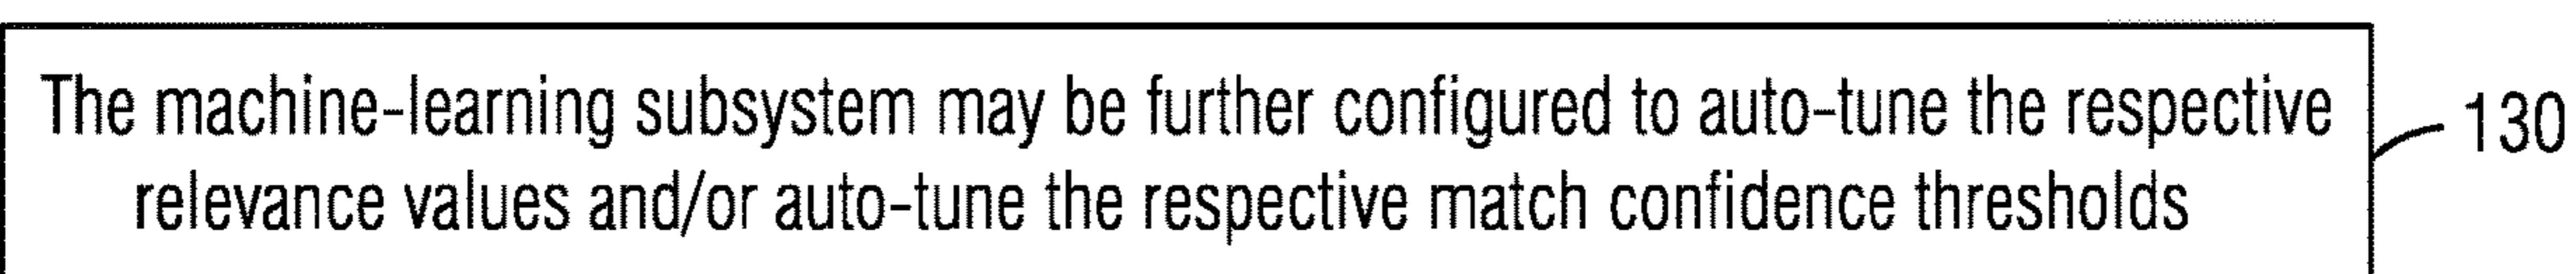 The machine-learning subsystem may be further configured to auto-tune the respective
relevance values and/or auto-tune the respective match confidence thresholds
130